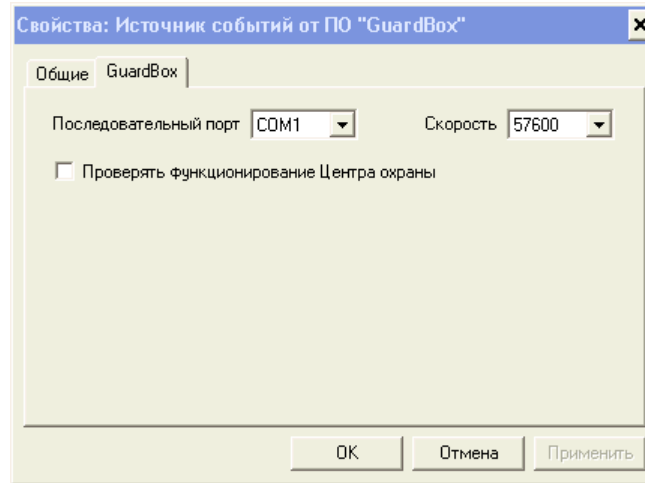 Свойства: Источник событий от ПО "GuardBox"
Общие GuardBox
Последовательный порт COM1 Скорость 57600
Проверять функционирование Центра охраны
OK Отмена Применить